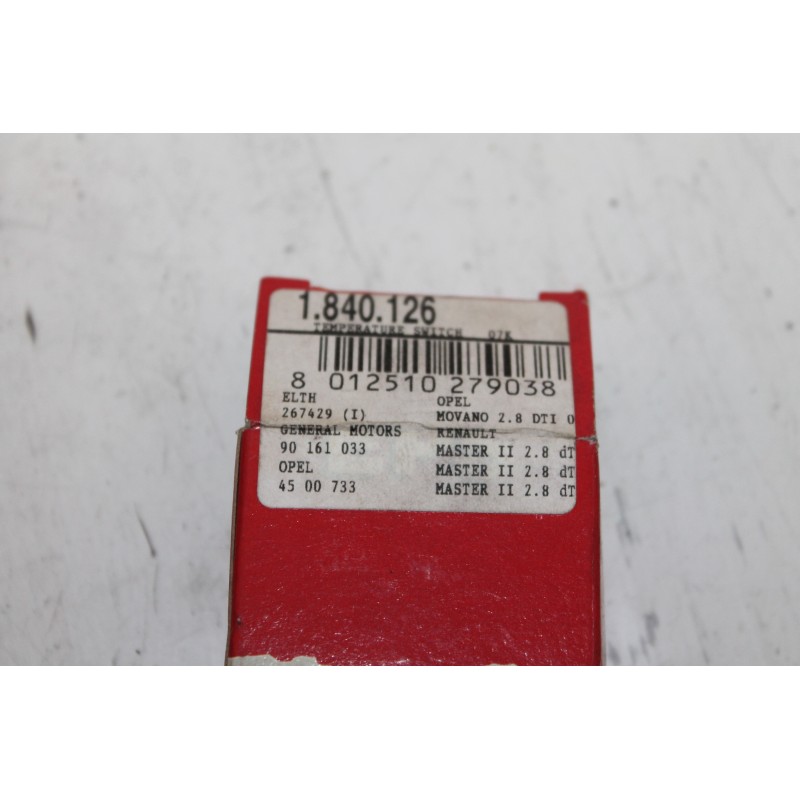 1.840.126
TEMPERATURE SWITCH 07K
8 012510 279038
ELTH
267429 (I)
GENERAL MOTORS
90 161 033
OPEL
45 00 733
OPEL
MOVANO 2.8 DTI 0
RENAULT
MASTER II 2.8 dT
MASTER II 2.8 dT
MASTER II 2.8 dT